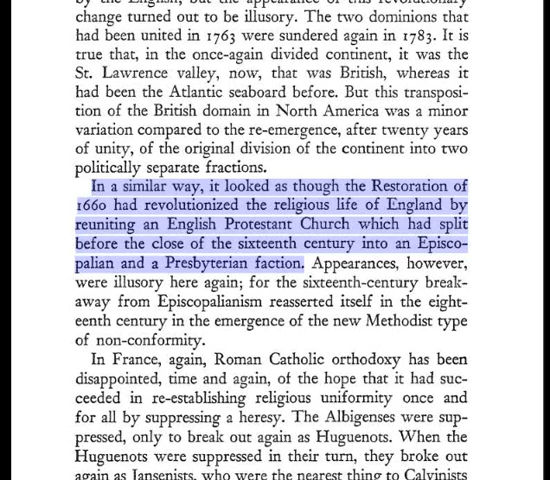 by the English, but the appearance of this revolutionary
change turned out to be illusory. The two dominions that
had been united in 1763 were sundered again in 1783. It is
true that, in the once-again divided continent, it was the
St. Lawrence valley, now, that was British, whereas it
had been the Atlantic seaboard before. But this transposi-
tion of the British domain in North America was a minor
variation compared to the re-emergence, after twenty years
of unity, of the original division of the continent into two
politically separate fractions.
In a similar way, it looked as though the Restoration of
1660 had revolutionized the religious life of England by
reuniting an English Protestant Church which had split
before the close of the sixteenth century into an Episco-
palian and a Presbyterian faction. Appearances, however,
were illusory here again; for the sixteenth-century break-
away from Episcopalianism reasserted itself in the eight-
eenth century in the emergence of the new Methodist type
of non-conformity.
In France, again, Roman Catholic orthodoxy has been
disappointed, time and again, of the hope that it had suc-
ceeded in re-establishing religious uniformity once and
for all by suppressing a heresy. The Albigenses were sup-
pressed, only to break out again as Huguenots. When the
Huguenots were suppressed in their turn, they broke out
again as Jansenists, who were the nearest thing to Calvinists